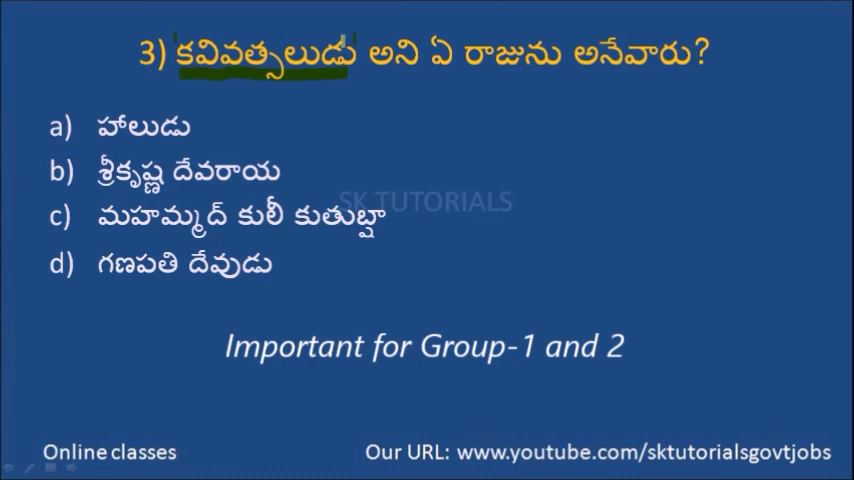 3) కవివత్సలుడు అని ఏ రాజును అనేవారు?
a) హాలుడు
b) శ్రీకృష్ణ దేవరాయ
SK TUTORIALS
c) మహమ్మద్ కులీ కుతుబ్షా
d) గణపతి దేవుడు
Important for Group-1 and 2
Online classes
Our URL: www.youtube.com/sktutorialsgovtjobs